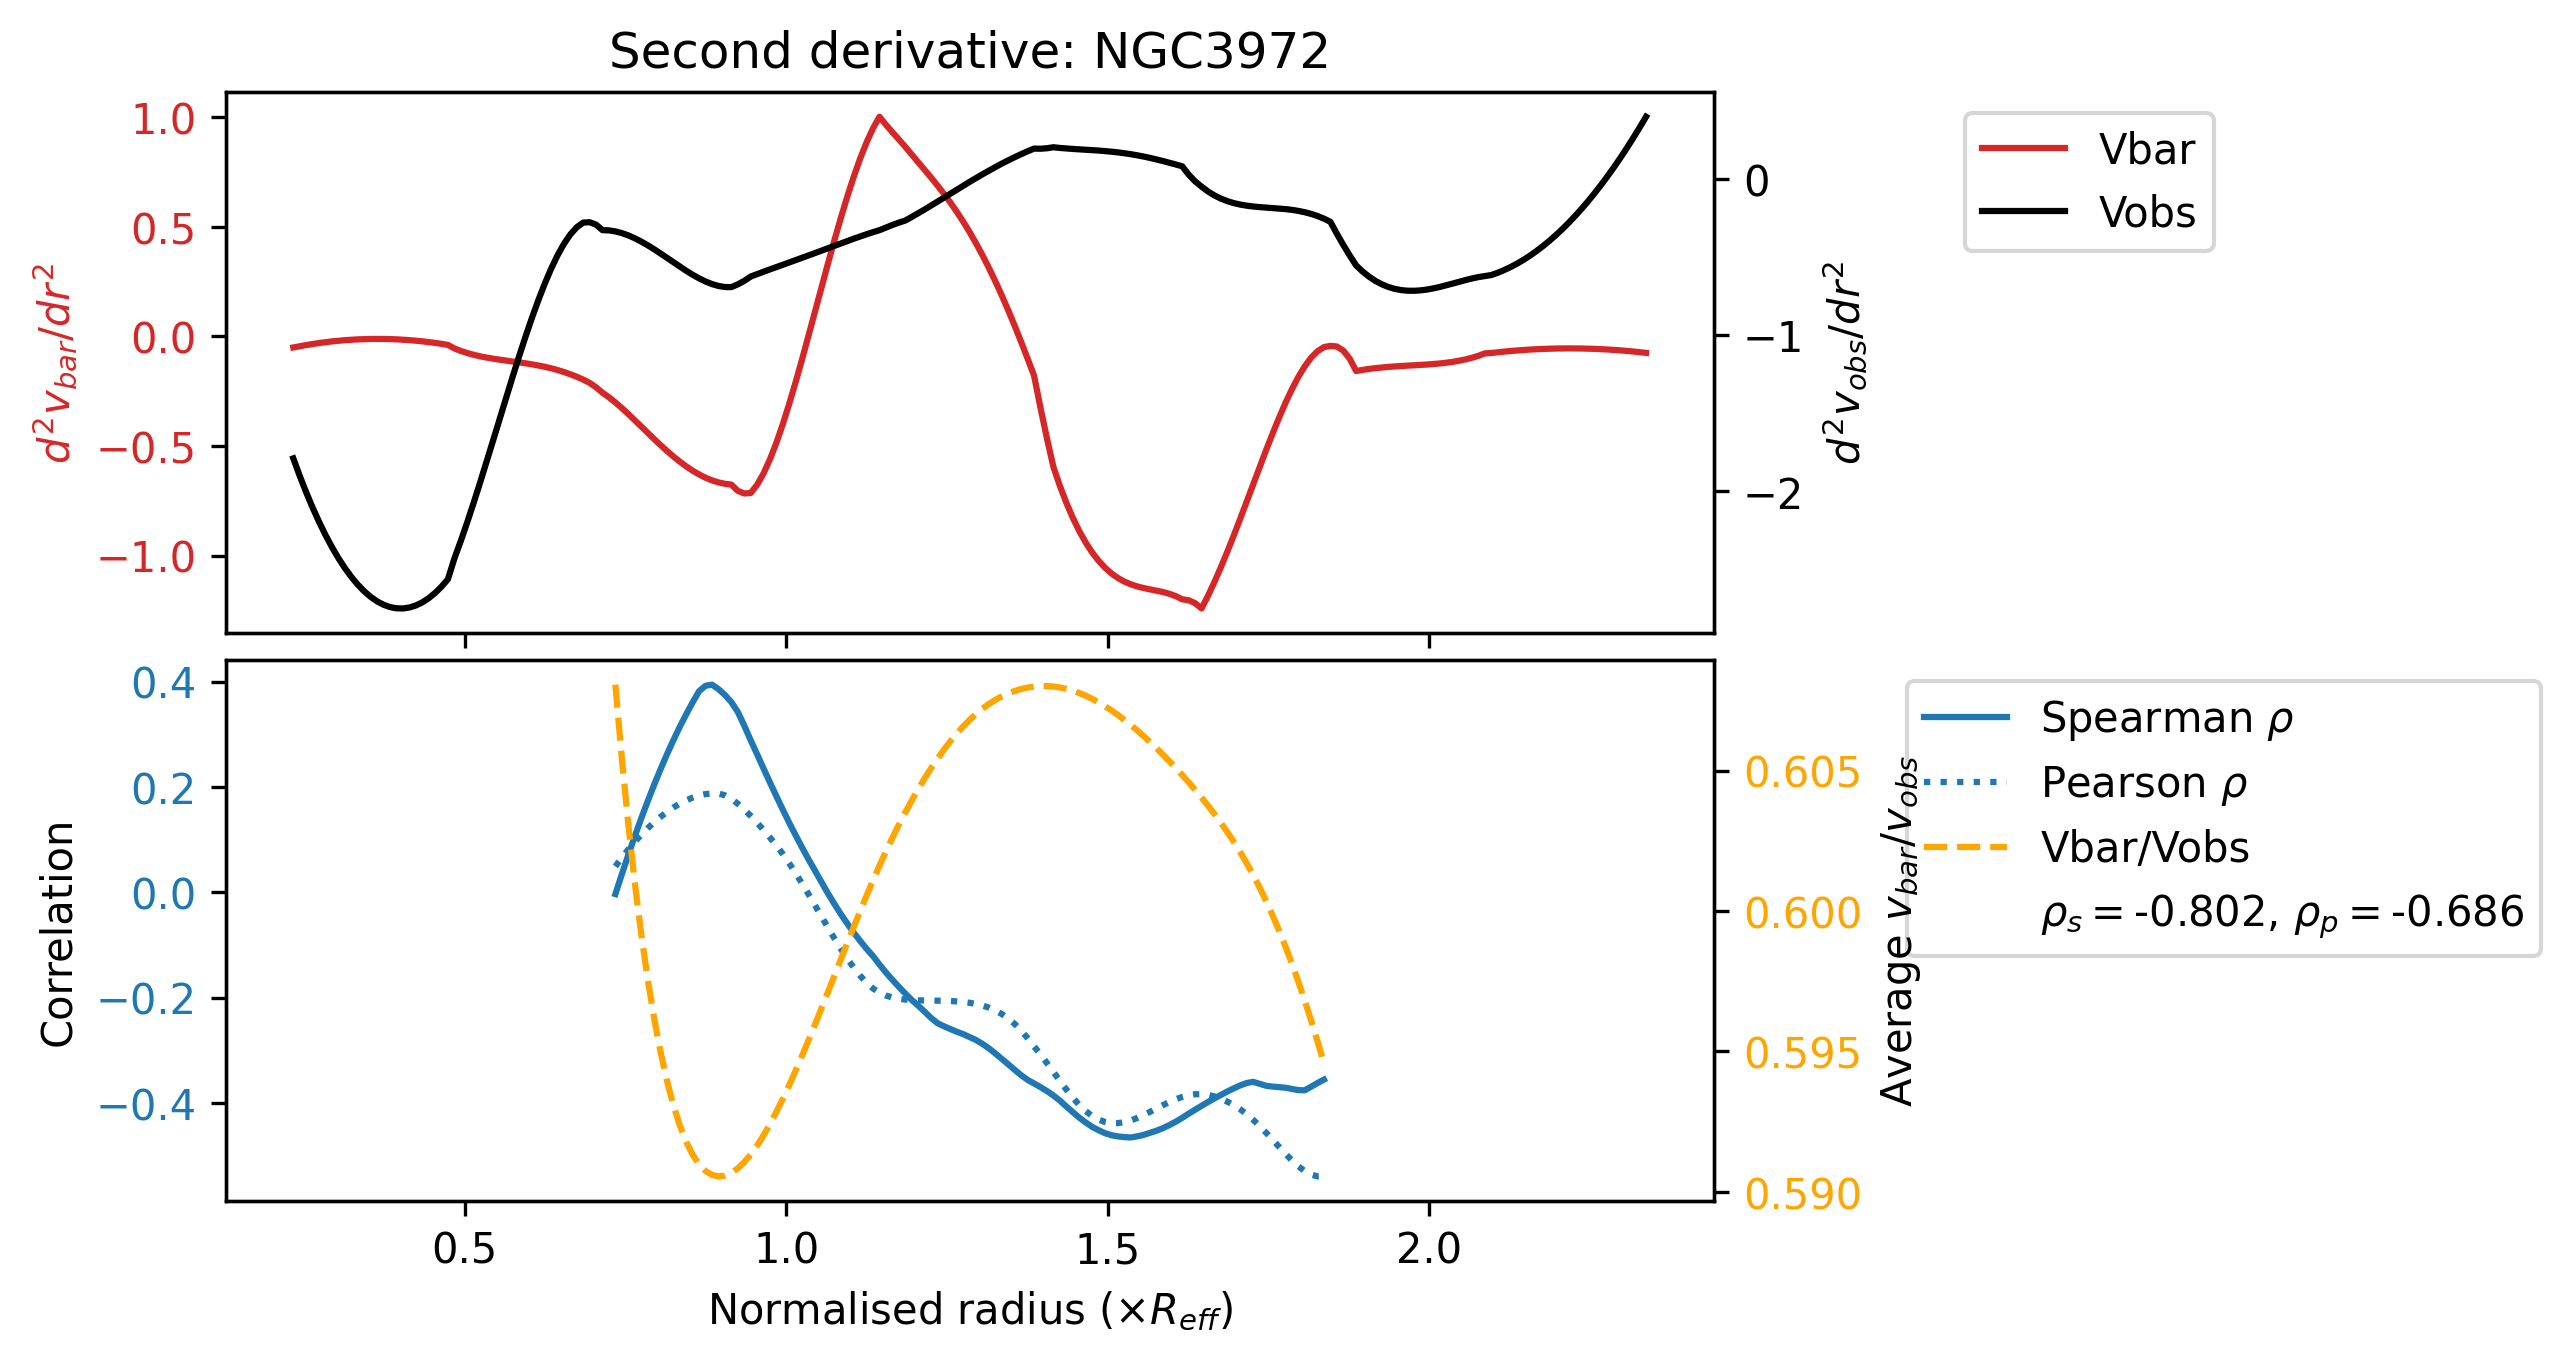 Second derivative: NGC3972
1.0
0.5
0.0
−0.5
−1.0
d²v_bar/dr²
0
−1
−2
d²v_obs/dr²
Vbar
Vobs
0.4
0.2
0.0
−0.2
−0.4
Correlation
0.605
0.600
0.595
0.590
Average v_bar/v_obs
Spearman ρ
Pearson ρ
Vbar/Vobs
ρ_s = -0.802, ρ_p = -0.686
0.5 1.0 1.5 2.0
Normalised radius (×R_eff)